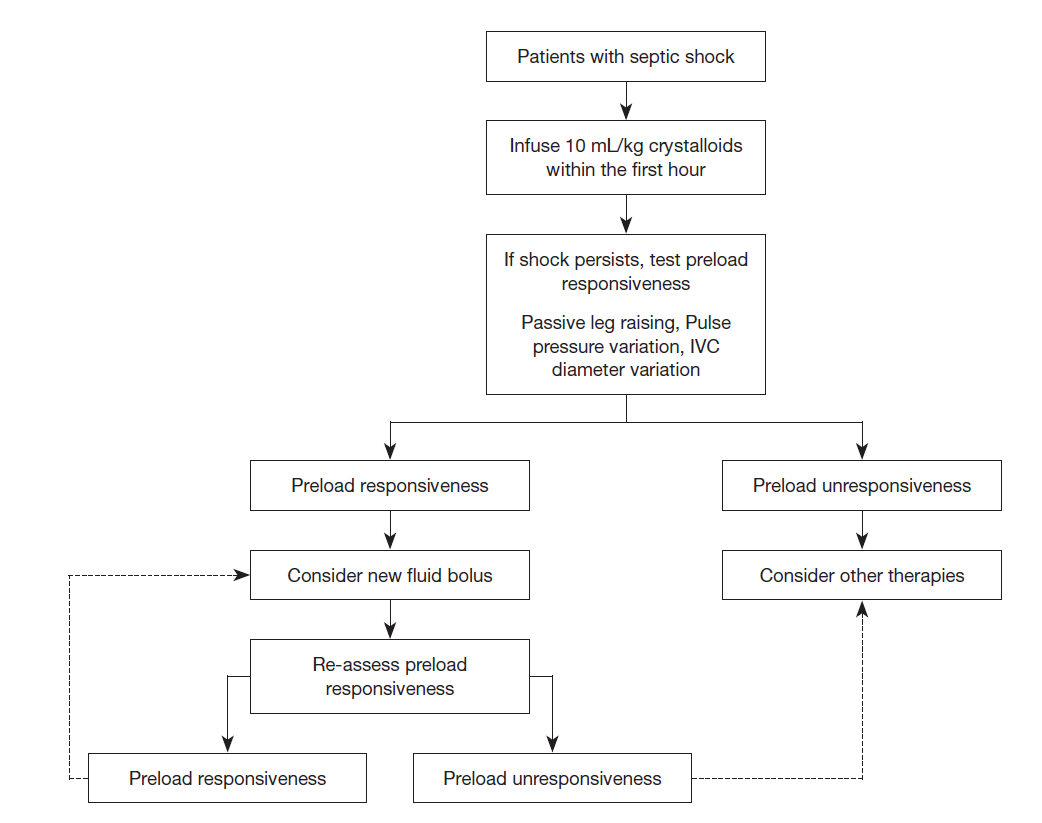 Patients with septic shock
Infuse 10 mL/kg crystalloids
within the first hour
If shock persists, test preload
responsiveness
Passive leg raising, Pulse
pressure variation, IVC
diameter variation
Preload responsiveness
Preload unresponsiveness
Consider new fluid bolus
Consider other therapies
Re-assess preload
responsiveness
Preload responsiveness
Preload unresponsiveness